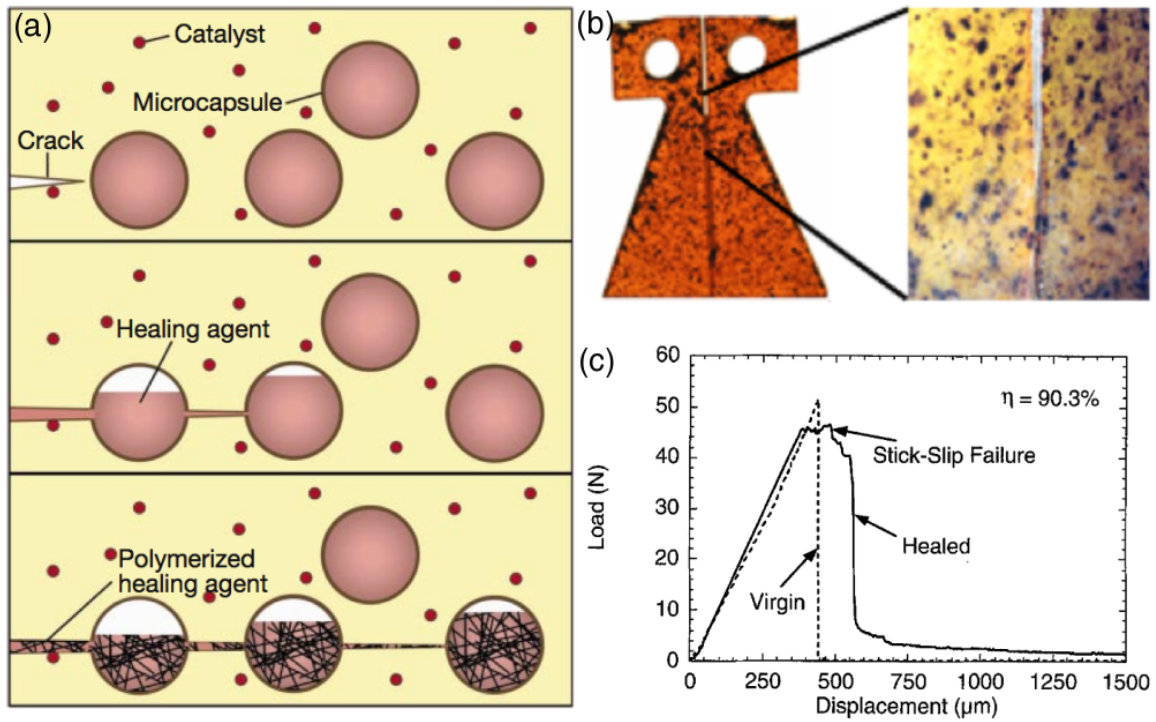 (a)
Catalyst
Microcapsule
Crack
Healing agent
Polymerized
healing agent
(b)
(c)
60
50
40
30
20
10
0
Load (N)
η = 90.3%
Stick-Slip Failure
Healed
Virgin
0
250
500
750
1000
1250
1500
Displacement (μm)